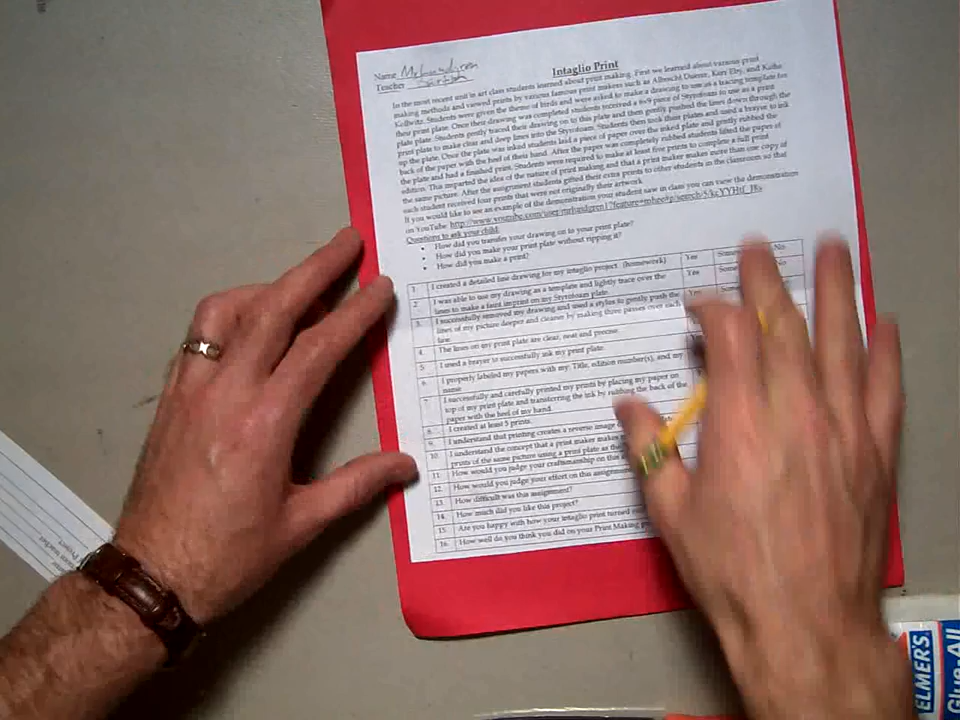 Name
Intaglio Print
Teacher
In the most recent unit in art class students learned about print making. First we learned about various print
making methods and viewed prints by various famous print makers such as Albrecht Durer, Kari Eby, and Kathe
Kollwitz. Students were given the theme of birds and were asked to make a drawing to use as a tracing template for
their print plate. Once their drawing was completed students received a 6x9 piece of Styrofoam to use as a print
plate. Students gently traced their drawing on to this plate and then gently pushed the lines down through the
print plate to make clear and deep lines into the Styrofoam. Students then took their plates and used a brayer to ink
up the plate. Once the plate was inked students laid a piece of paper over the inked plate and gently rubbed the
back of the paper with the heel of their hand. After the paper was completely rubbed students lifted the paper off
the plate and had a finished print. Students were required to make at least five prints to complete a full print
edition. This imparted the idea of the nature of print making and that a print maker makes more than one copy of
the same picture. After the assignment students gifted their extra prints to other students in the classroom so that
each student received four prints that were not originally their artwork.
If you would like to see an example of the demonstration your student saw in class you can view the demonstration
on YouTube:
Questions to ask your child:
• How did you transfer your drawing on to your print plate?
• How did you make your print plate without ripping it?
• How did you make a print?
1. I created a detailed line drawing for my intaglio project. (homework) Yes No
2. I was able to use my drawing as a template and lightly trace over the Yes No
lines to make a faint imprint on my Styrofoam plate.
3. I successfully removed my drawing and used a stylus to gently push the Yes
lines of my picture deeper and cleaner by making three passes over each
line.
4. The lines on my print plate are clear, neat and precise.
5. I used a brayer to successfully ink my print plate.
6. I properly labeled my papers with my Title, edition number(s), and my
name
7. I successfully and carefully printed my prints by placing my paper on
top of my print plate and transferring the ink by rubbing the back of the
paper with the heel of my hand.
8. I created at least 5 prints.
9. I understand that printing creates a reverse image
10. I understand the concept that a print maker makes
prints of the same picture using a print plate as the
11. How would you judge your craftsmanship on this
12. How would you judge your effort on this
13. How difficult was this assignment?
14. How much did you like this project?
15. Are you happy with how your intaglio print turned
16. How well do you think you did on your Print Making
ELMER'S
Glue-All